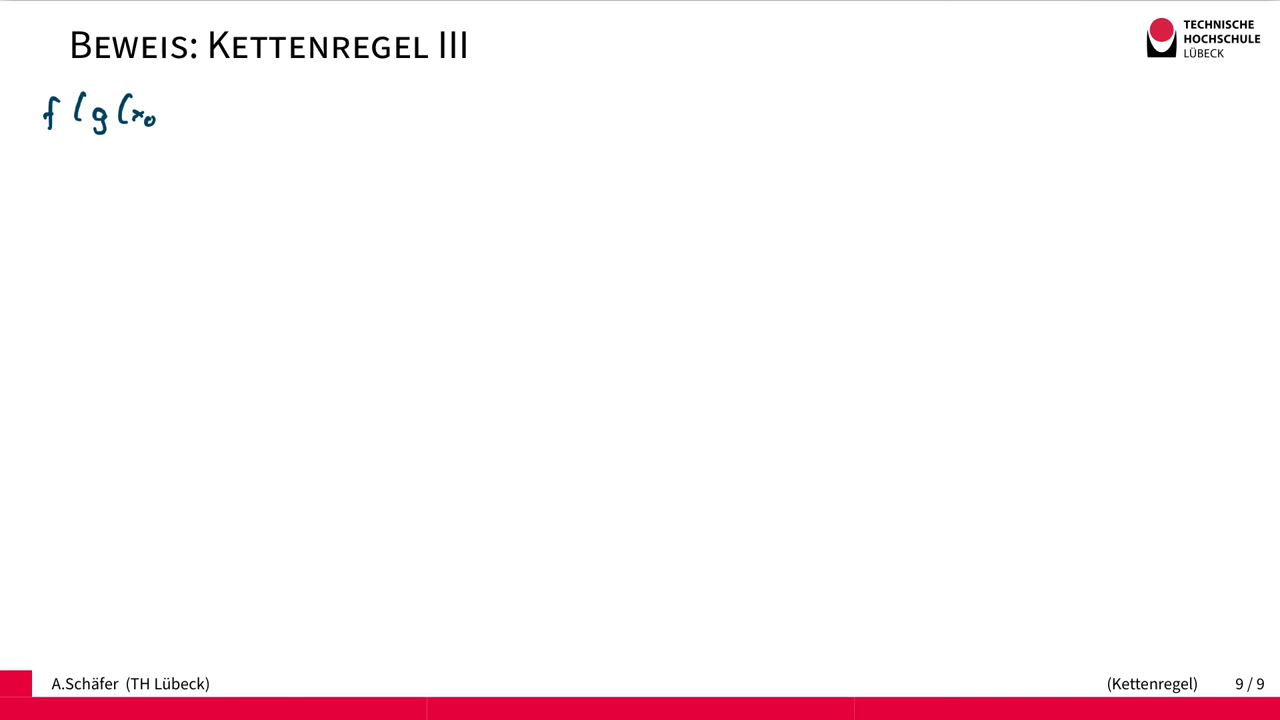 BEWEIS: KETTENREGEL III
TECHNISCHE
HOCHSCHULE
LÜBECK
f(g(x₀
A.Schäfer (TH Lübeck)
(Kettenregel)
9 / 9